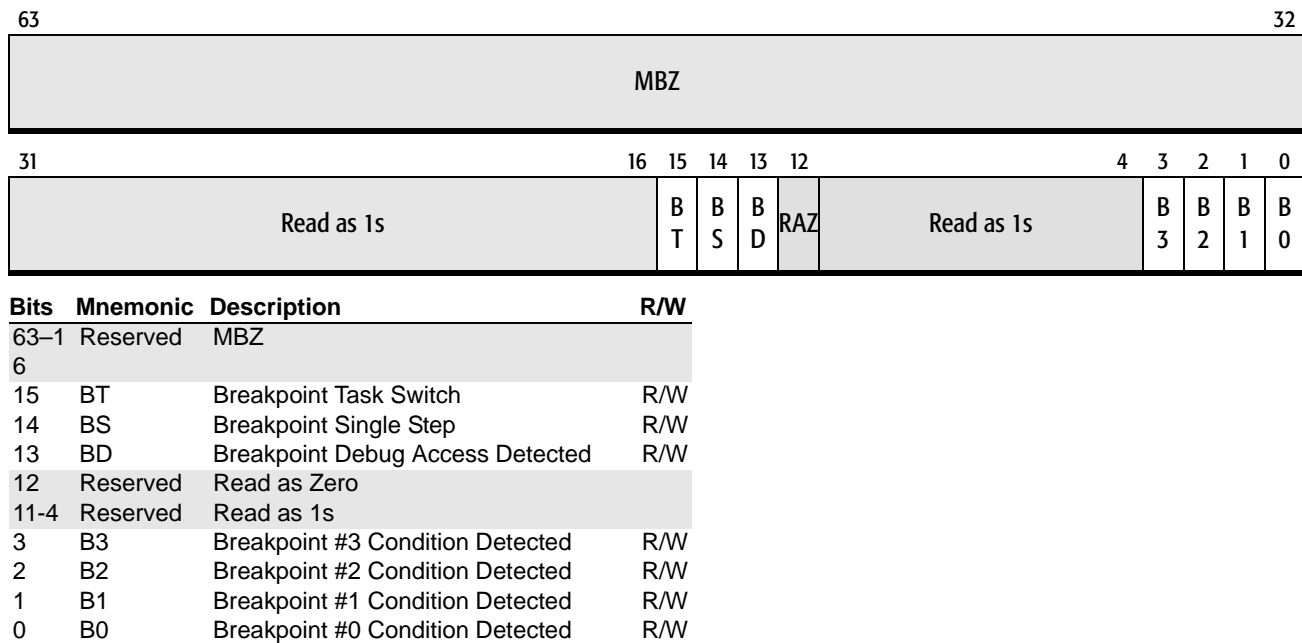 63 32
MBZ
31 16 15 14 13 12 4 3 2 1 0
Read as 1s B T B S B D RAZ Read as 1s B 3 B 2 B 1 B 0
Bits Mnemonic Description R/W
63–1 Reserved MBZ
6
15 BT Breakpoint Task Switch R/W
14 BS Breakpoint Single Step R/W
13 BD Breakpoint Debug Access Detected R/W
12 Reserved Read as Zero
11-4 Reserved Read as 1s
3 B3 Breakpoint #3 Condition Detected R/W
2 B2 Breakpoint #2 Condition Detected R/W
1 B1 Breakpoint #1 Condition Detected R/W
0 B0 Breakpoint #0 Condition Detected R/W